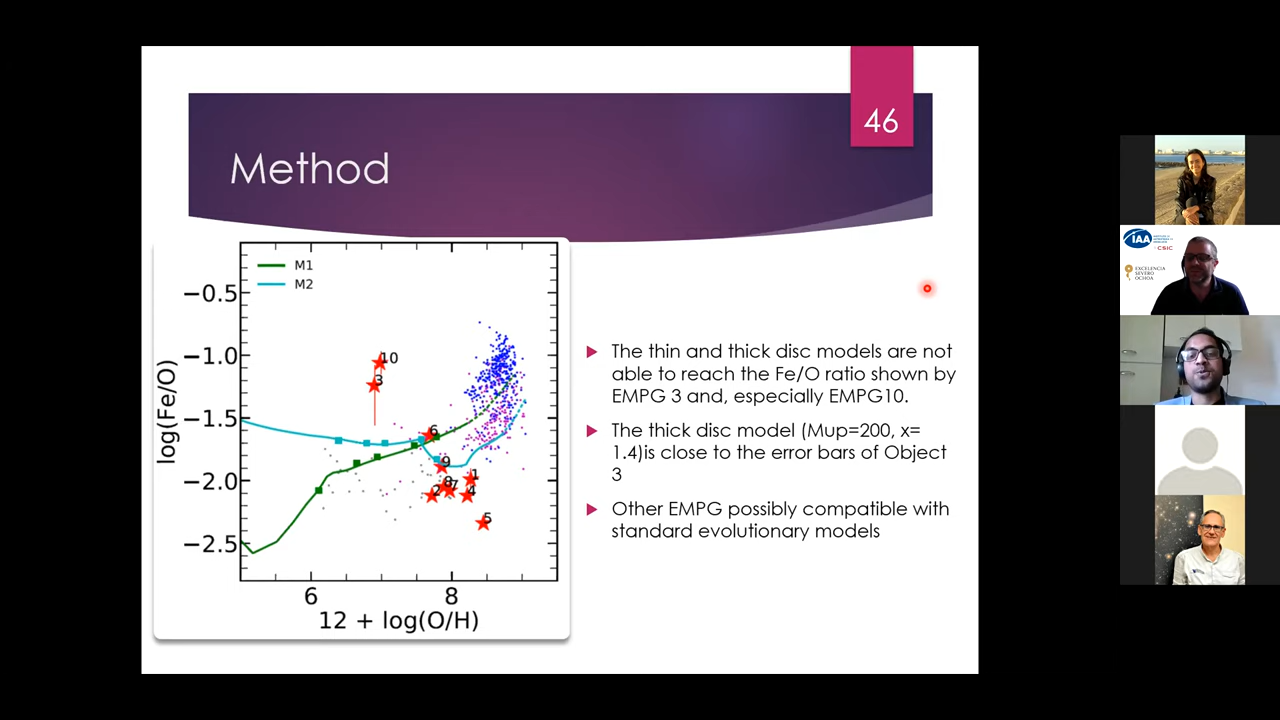 46
Method
M1
M2
−0.5
−1.0
−1.5
−2.0
−2.5
log(Fe/O)
10
3
6
9
1
8
7
2
4
5
6
8
12 + log(O/H)
The thin and thick disc models are not
able to reach the Fe/O ratio shown by
EMPG 3 and, especially EMPG10.
The thick disc model (Mup=200, x=
1.4)is close to the error bars of Object
3
Other EMPG possibly compatible with
standard evolutionary models
IAA
CSIC
EXCELENCIA
SEVERO
OCHOA